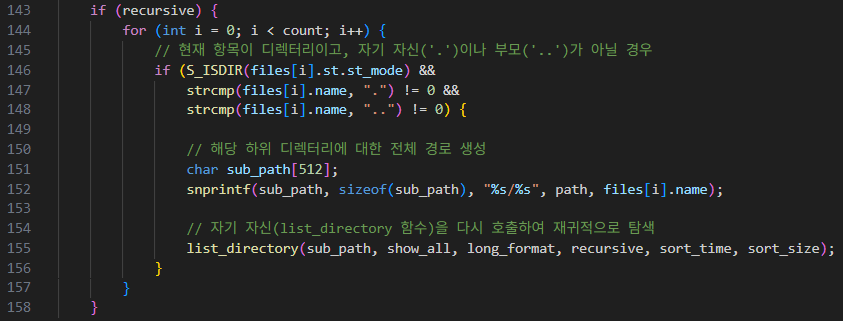 143 if (recursive) {
144 for (int i = 0; i < count; i++) {
145 // 현재 항목이 디렉터리이고, 자기 자신('.')이나 부모('..')가 아닐 경우
146 if (S_ISDIR(files[i].st.st_mode) &&
147 strcmp(files[i].name, ".") != 0 &&
148 strcmp(files[i].name, "..") != 0) {
149
150 // 해당 하위 디렉터리에 대한 전체 경로 생성
151 char sub_path[512];
152 snprintf(sub_path, sizeof(sub_path), "%s/%s", path, files[i].name);
153
154 // 자기 자신(list_directory 함수)을 다시 호출하여 재귀적으로 탐색
155 list_directory(sub_path, show_all, long_format, recursive, sort_time, sort_size);
156 }
157 }
158 }